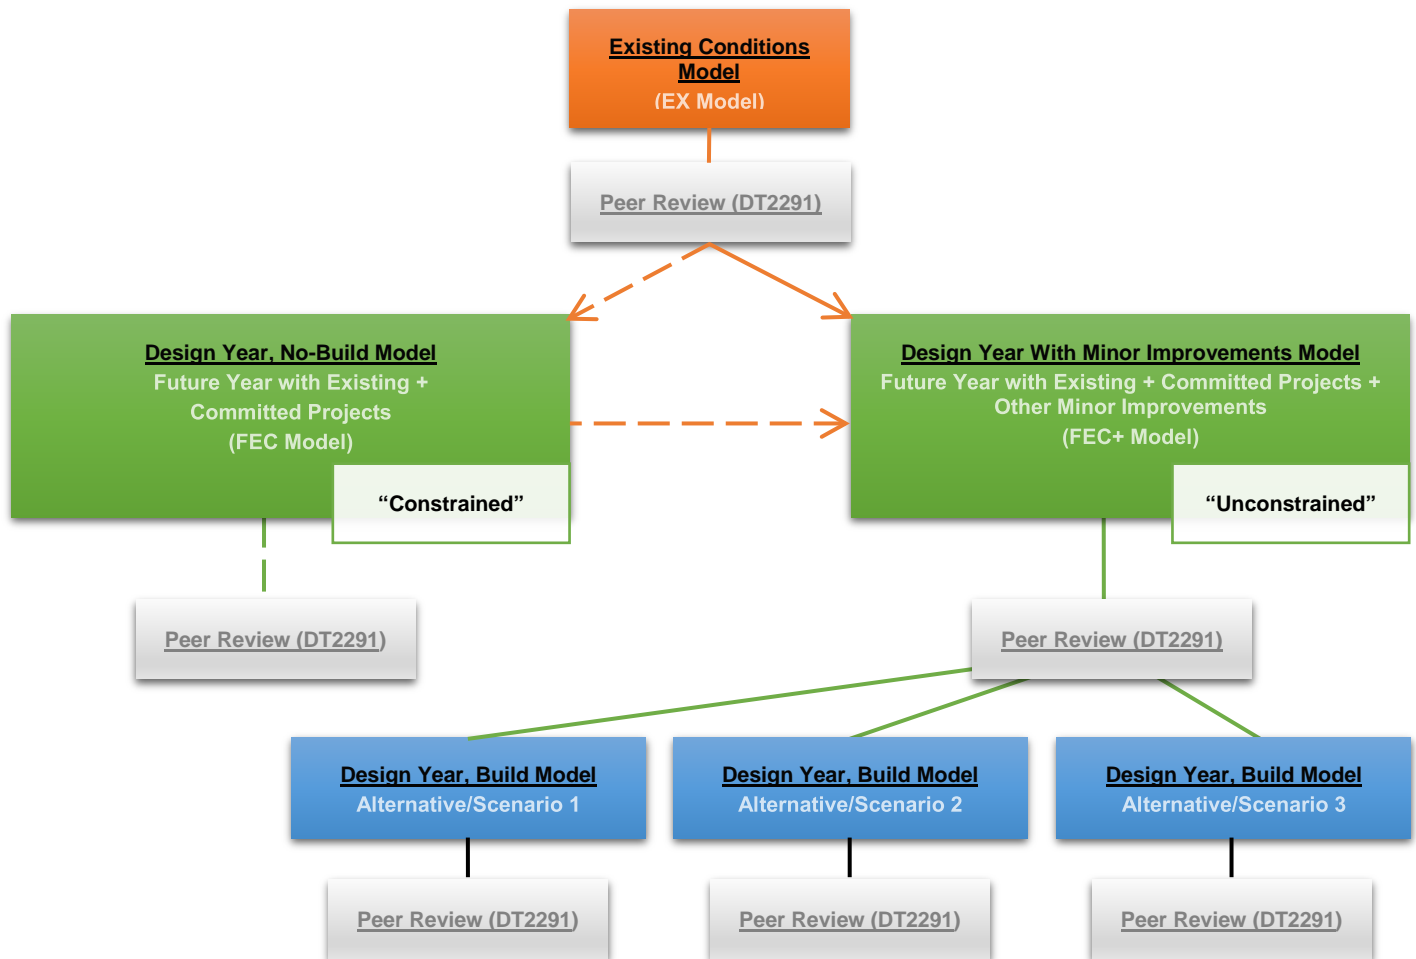 Existing Conditions
Model
(EX Model)
Peer Review (DT2291)
Design Year, No-Build Model
Future Year with Existing +
Committed Projects
(FEC Model)
“Constrained”
Design Year With Minor Improvements Model
Future Year with Existing + Committed Projects +
Other Minor Improvements
(FEC+ Model)
“Unconstrained”
Peer Review (DT2291)
Peer Review (DT2291)
Design Year, Build Model
Alternative/Scenario 1
Design Year, Build Model
Alternative/Scenario 2
Design Year, Build Model
Alternative/Scenario 3
Peer Review (DT2291)
Peer Review (DT2291)
Peer Review (DT2291)